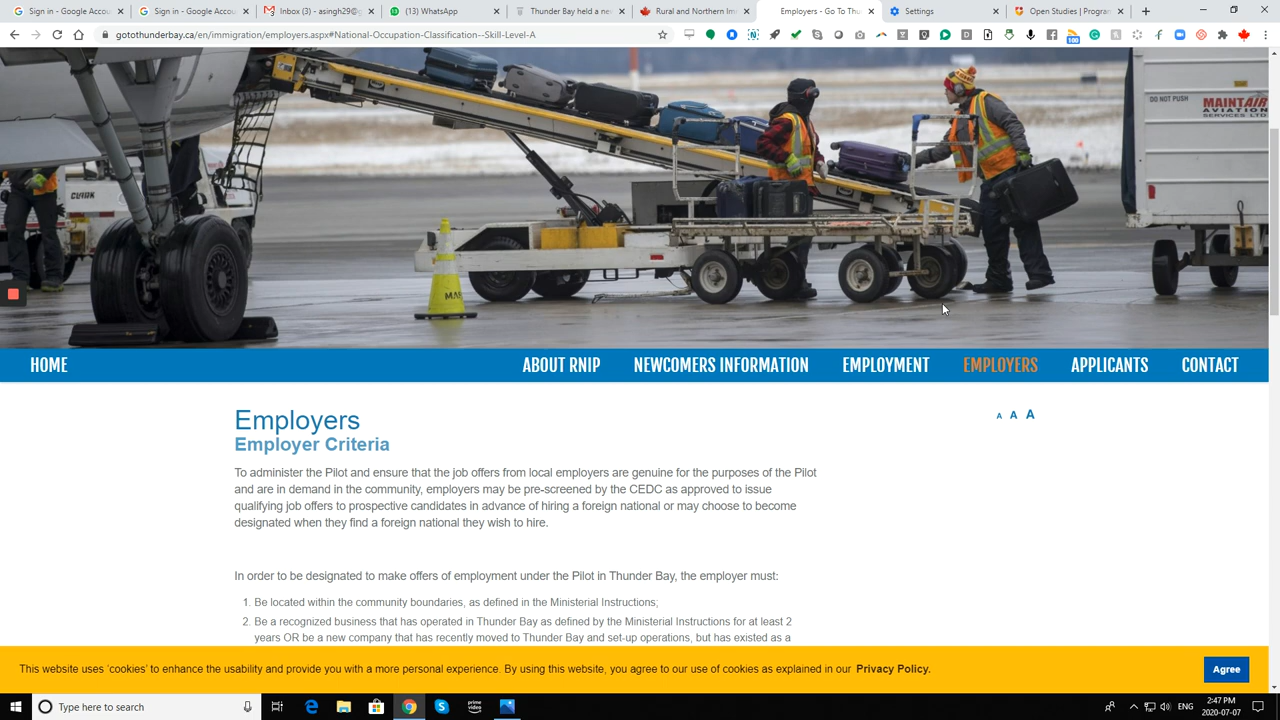 Sign in - Google Accou
Sign in - Google Accou
Inbox (3) - asingh29@g
(13) WhatsApp
Thunder Bay held a ne
Rural and Northern Im
Employers - Go To Thu
Settings
Open Studies | Progra
gotothunderbay.ca/en/immigration/employers.aspx#National-Occupation-Classification--Skill-Level-A
CLARK
DO NOT PUSH
MAINTAIR
AVIATION
SERVICES LTD
MA
HOME ABOUT RNIP NEWCOMERS INFORMATION EMPLOYMENT EMPLOYERS APPLICANTS CONTACT
Employers
A A A
Employer Criteria
To administer the Pilot and ensure that the job offers from local employers are genuine for the purposes of the Pilot
and are in demand in the community, employers may be pre-screened by the CEDC as approved to issue
qualifying job offers to prospective candidates in advance of hiring a foreign national or may choose to become
designated when they find a foreign national they wish to hire.
In order to be designated to make offers of employment under the Pilot in Thunder Bay, the employer must:
1. Be located within the community boundaries, as defined in the Ministerial Instructions;
2. Be a recognized business that has operated in Thunder Bay as defined by the Ministerial Instructions for at least 2
years OR be a new company that has recently moved to Thunder Bay and set-up operations, but has existed as a
This website uses 'cookies' to enhance the usability and provide you with a more personal experience. By using this website, you agree to our use of cookies as explained in our Privacy Policy.
Agree
Type here to search
prime video
ENG
2:47 PM
2020-07-07